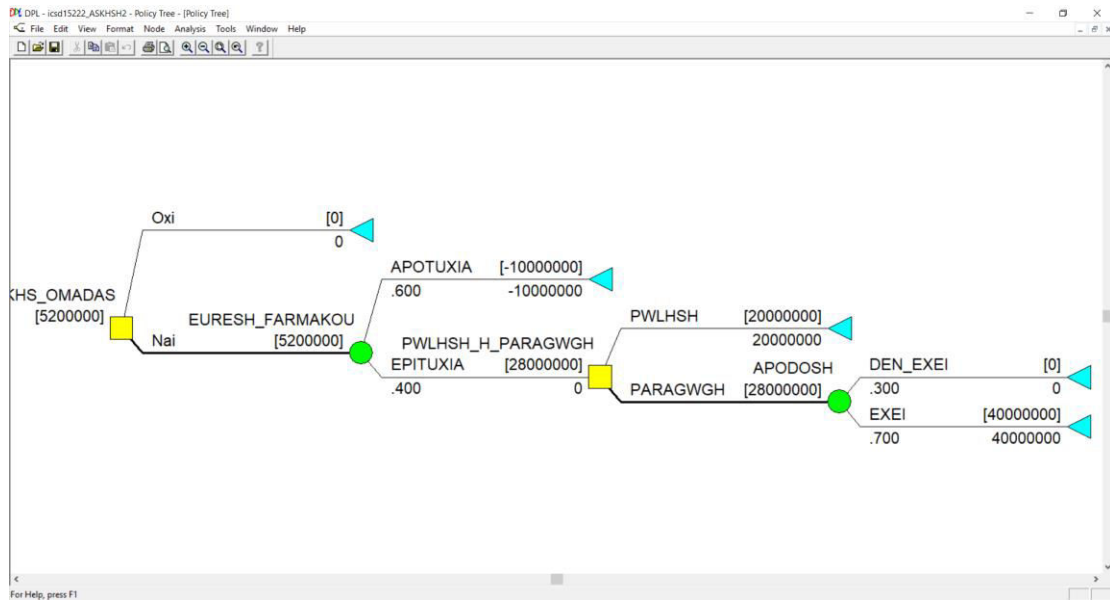 DPL - icsd15222_ASKHSH2 - Policy Tree - [Policy Tree]
File Edit View Format Node Analysis Tools Window Help
Oxi [0]
0
KHS_OMADAS
[5200000]
Nai
EURESH_FARMAKOU
[5200000]
APOTUXIA [-10000000]
.600 -10000000
PWLHSH_H_PARAGWGH
EPITUXIA [28000000]
.400 0
PWLHSH [20000000]
20000000
APODOSH
PARAGWGH [28000000]
DEN_EXEI [0]
.300 0
EXEI [40000000]
.700 40000000
For Help, press F1